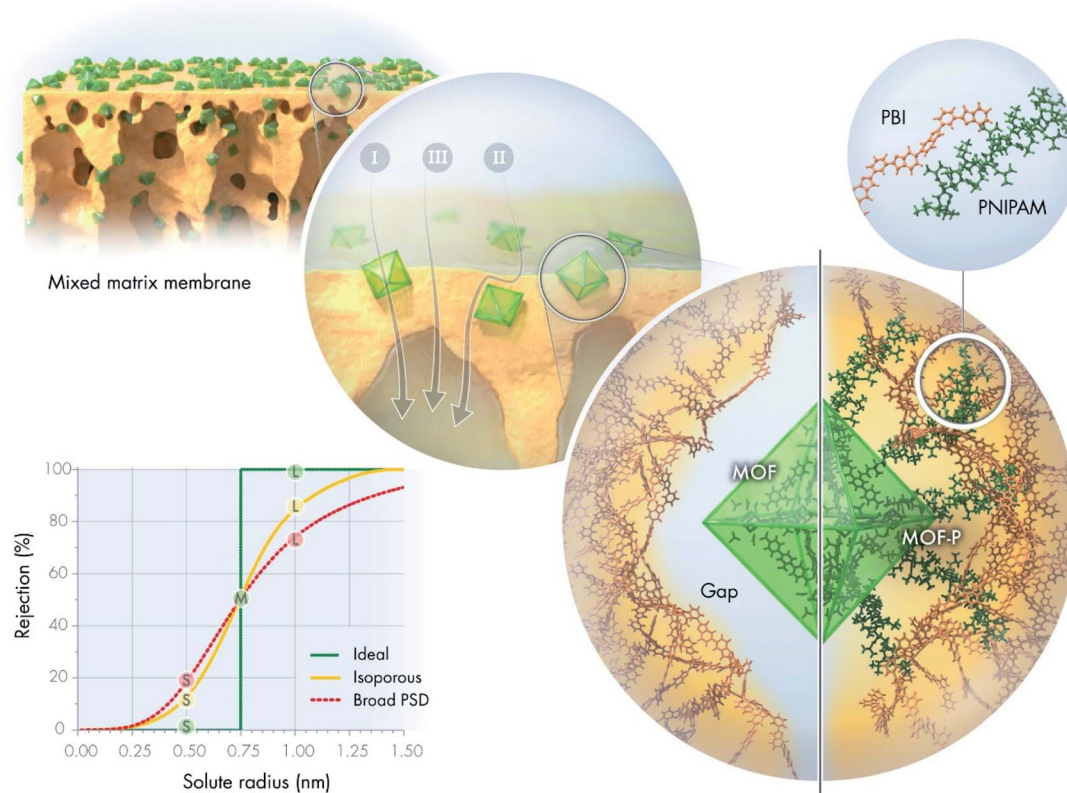 PBI
PNIPAM
I
III
II
Mixed matrix membrane
MOF
MOF-P
Gap
100
80
60
40
20
0
Rejection (%)
L
L
L
M
S
S
S
Ideal
Isoporous
Broad PSD
0.00
0.25
0.50
0.75
1.00
1.25
1.50
Solute radius (nm)